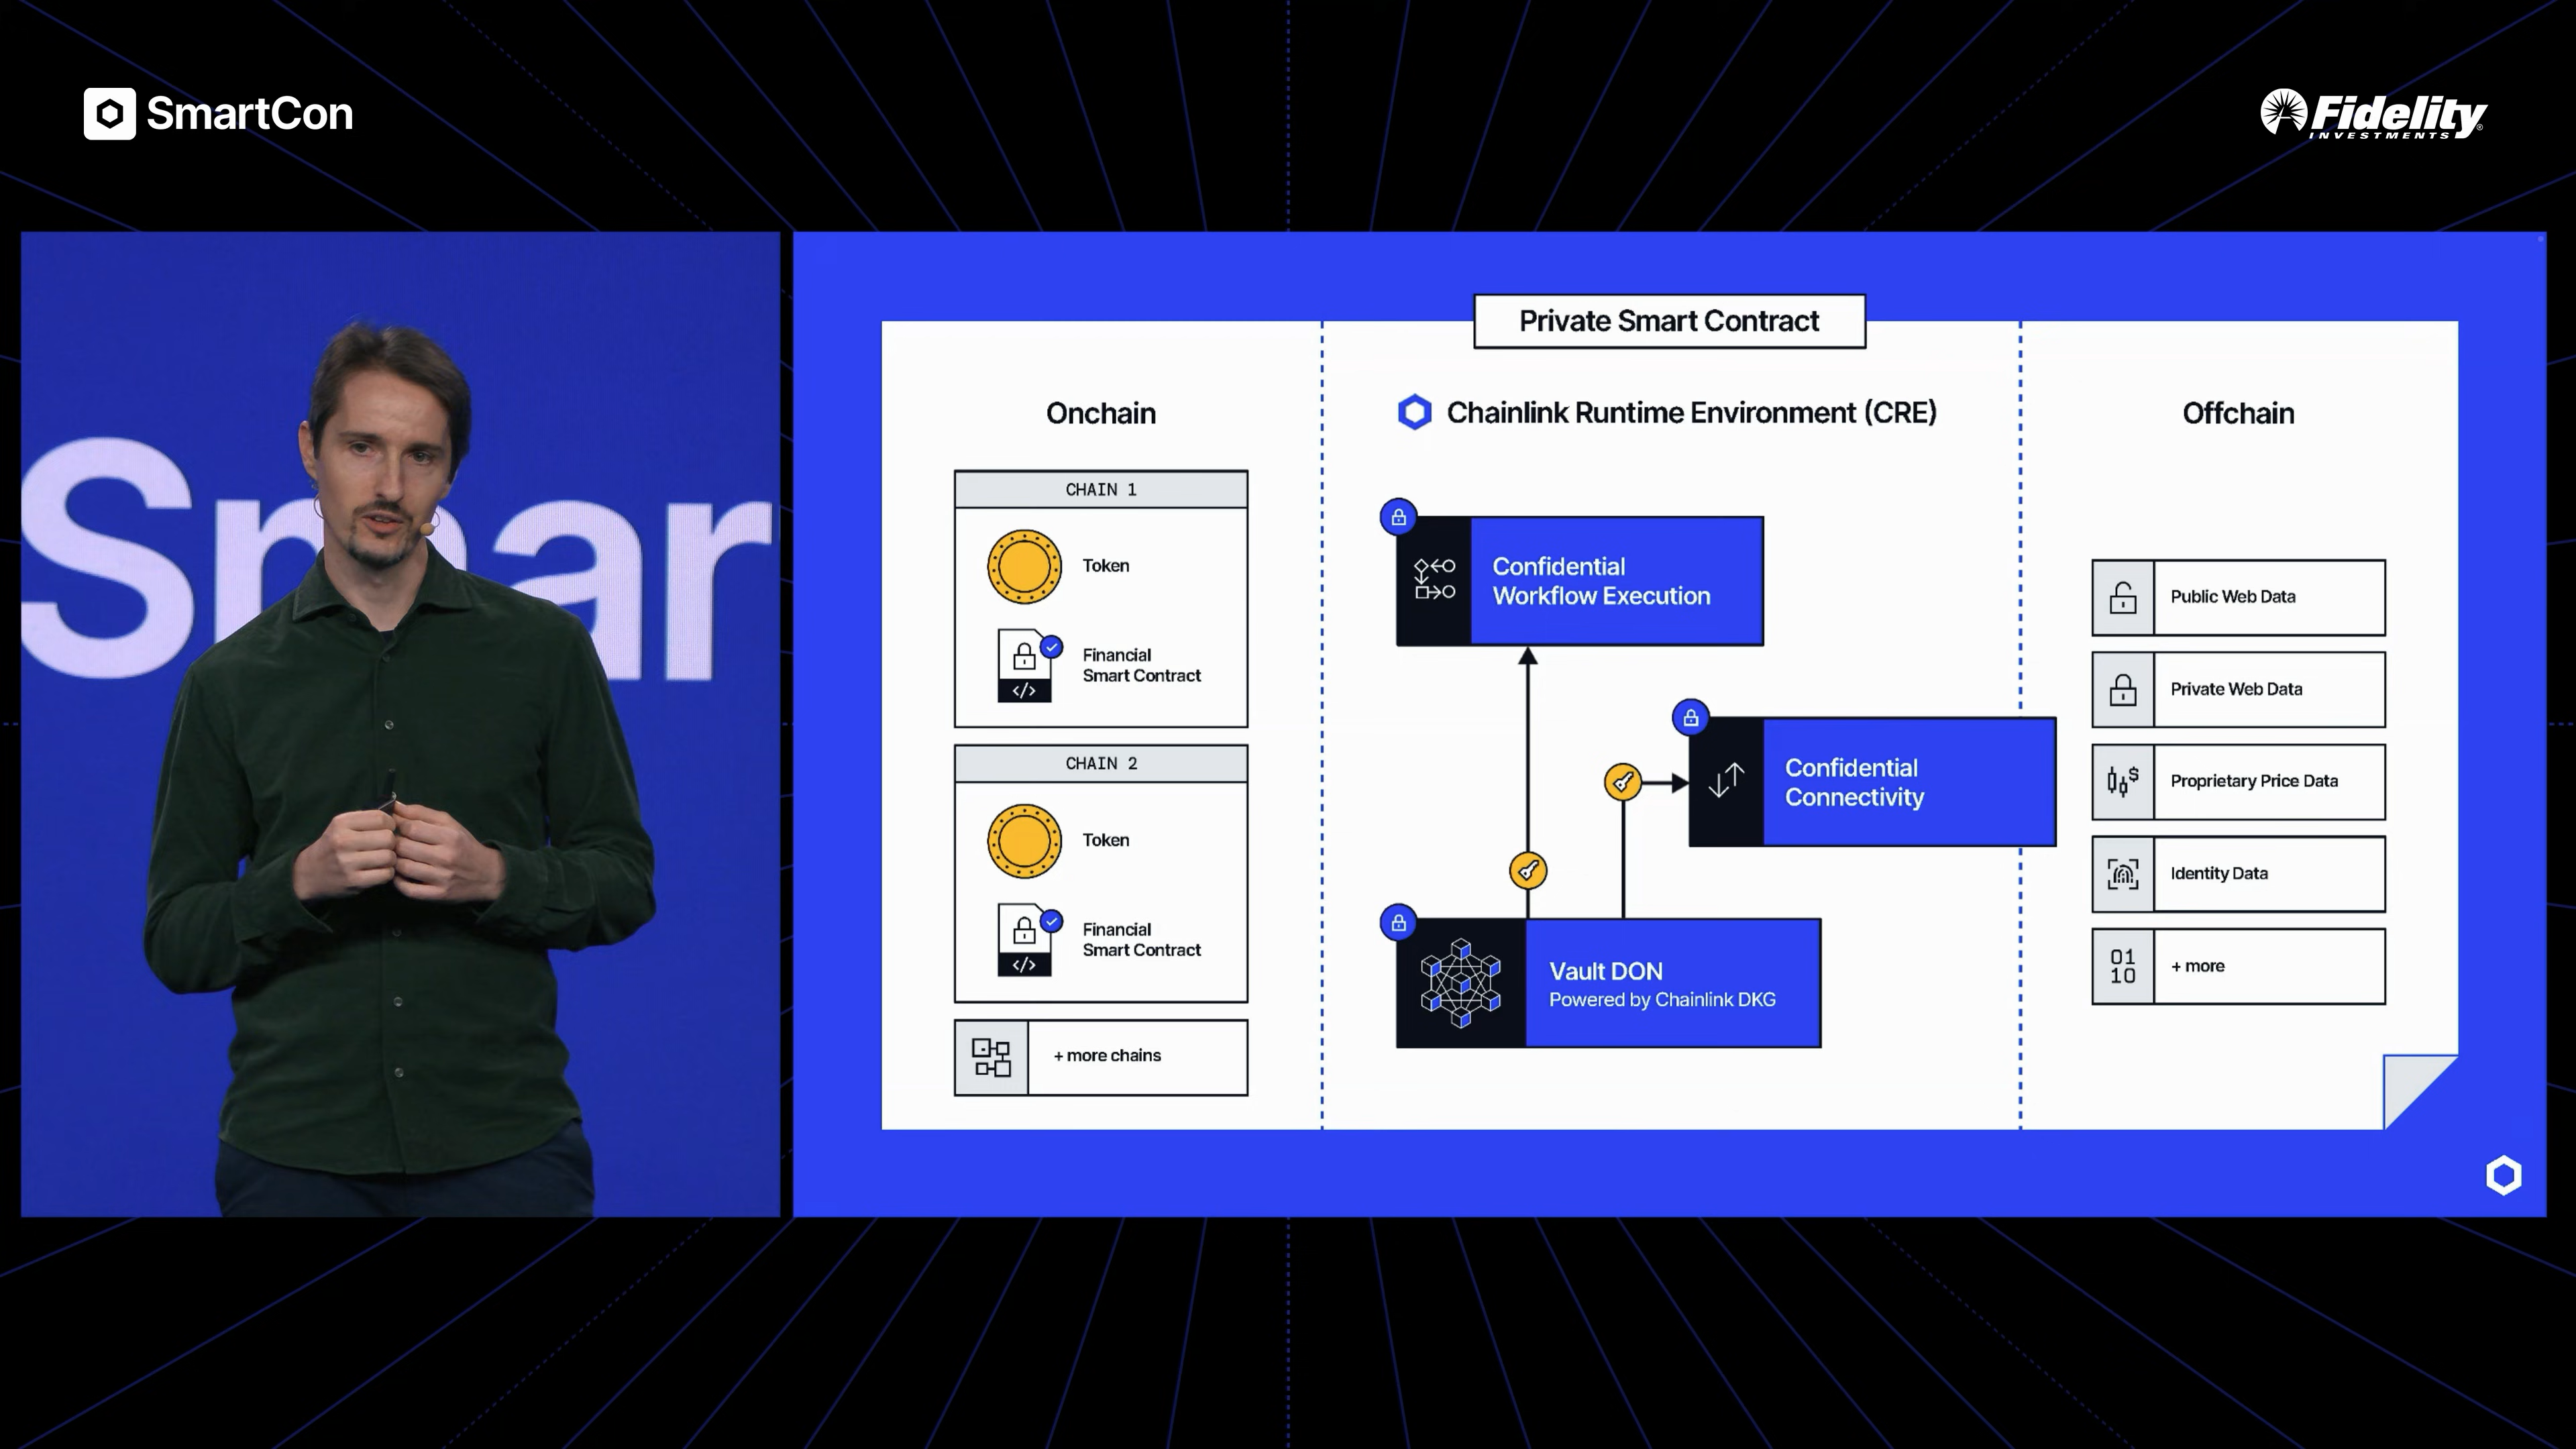 SmartCon
Fidelity
INVESTMENTS
Smar
Private Smart Contract
Onchain
CHAIN 1
Token
Financial
Smart Contract
</>
CHAIN 2
Token
Financial
Smart Contract
</>
+ more chains
Chainlink Runtime Environment (CRE)
Confidential
Workflow Execution
Confidential
Connectivity
Vault DON
Powered by Chainlink DKG
Offchain
Public Web Data
Private Web Data
$
Proprietary Price Data
Identity Data
01
10
+ more